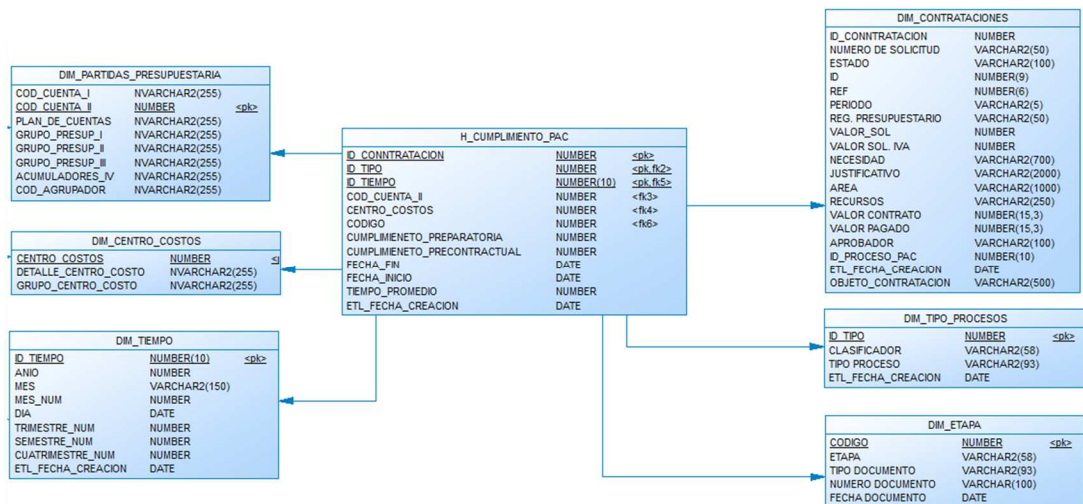 DIM_PARTIDAS_PRESUPUESTARIA
COD_CUENTA_I NVARCHAR2(255)
COD_CUENTA_II NUMBER <pk>
PLAN_DE_CUENTAS NVARCHAR2(255)
GRUPO_PRESUP_I NVARCHAR2(255)
GRUPO_PRESUP_II NVARCHAR2(255)
GRUPO_PRESUP_III NVARCHAR2(255)
ACUMULADORES_IV NVARCHAR2(255)
COD_AGRUPADOR NVARCHAR2(255)
DIM_CENTRO_COSTOS
CENTRO_COSTOS NUMBER
DETALLE_CENTRO_COSTO NVARCHAR2(255)
GRUPO_CENTRO_COSTO NVARCHAR2(255)
DIM_TIEMPO
ID_TIEMPO NUMBER(10) <pk>
ANIO NUMBER
MES VARCHAR2(150)
MES_NUM NUMBER
DIA DATE
TRIMESTRE_NUM NUMBER
SEMESTRE_NUM NUMBER
CUATRIMESTRE_NUM NUMBER
ETL_FECHA_CREACION DATE
H_CUMPLIMIENTO_PAC
ID_CONNTRATACION NUMBER <pk>
ID_TIPO NUMBER <pk,fk2>
ID_TIEMPO NUMBER(10) <pk,fk5>
COD_CUENTA_II NUMBER <fk3>
CENTRO_COSTOS NUMBER <fk4>
CODIGO NUMBER <fk6>
CUMPLIMIENETO_PREPARATORIA NUMBER
CUMPLIMIENETO_PRECONTRACTUAL NUMBER
FECHA_FIN DATE
FECHA_INICIO DATE
TIEMPO_PROMEDIO NUMBER
ETL_FECHA_CREACION DATE
DIM_CONTRATACIONES
ID_CONNTRATACION NUMBER
NUMERO DE SOLICITUD VARCHAR2(50)
ESTADO VARCHAR2(100)
ID NUMBER(9)
REF NUMBER(6)
PERIODO VARCHAR2(5)
REG. PRESUPUESTARIO VARCHAR2(50)
VALOR_SOL NUMBER
VALOR SOL. IVA NUMBER
NECESIDAD VARCHAR2(700)
JUSTIFICATIVO VARCHAR2(2000)
AREA VARCHAR2(1000)
RECURSOS VARCHAR2(250)
VALOR CONTRATO NUMBER(15,3)
VALOR PAGADO NUMBER(15,3)
APROBADOR VARCHAR2(100)
ID_PROCESO_PAC NUMBER(10)
ETL_FECHA_CREACION DATE
OBJETO_CONTRATACION VARCHAR2(500)
DIM_TIPO_PROCESOS
ID_TIPO NUMBER <pk>
CLASIFICADOR VARCHAR2(58)
TIPO PROCESO VARCHAR2(93)
ETL_FECHA_CREACION DATE
DIM_ETAPA
CODIGO NUMBER <pk>
ETAPA VARCHAR2(58)
TIPO DOCUMENTO VARCHAR2(93)
NUMERO DOCUMENTO VARCHAR(100)
FECHA DOCUMENTO DATE